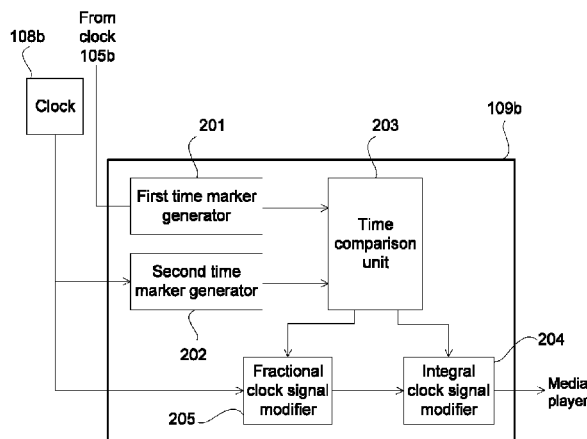 From
clock
105b
108b
Clock
109b
201
203
First time marker
generator
Time
comparison
unit
Second time
marker generator
202
204
Fractional
clock signal
modifier
Integral
clock signal
modifier
Media
player
205